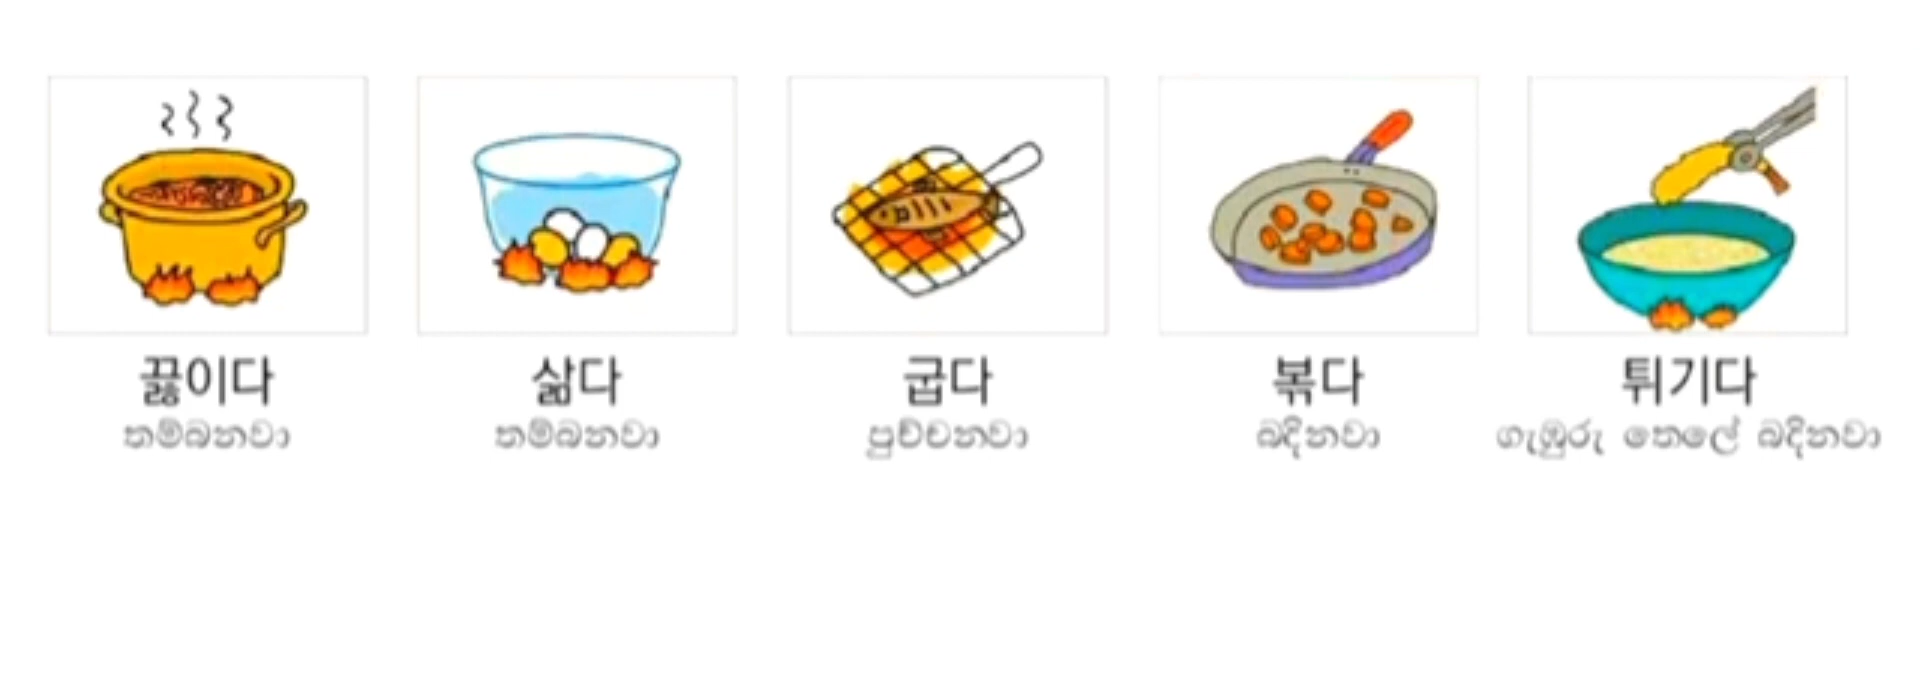 끓이다 삶다 굽다 볶다 튀기다
තම්බනවා තම්බනවා පුච්චනවා බදිනවා ගැඹුරු තෙලේ බදිනවා